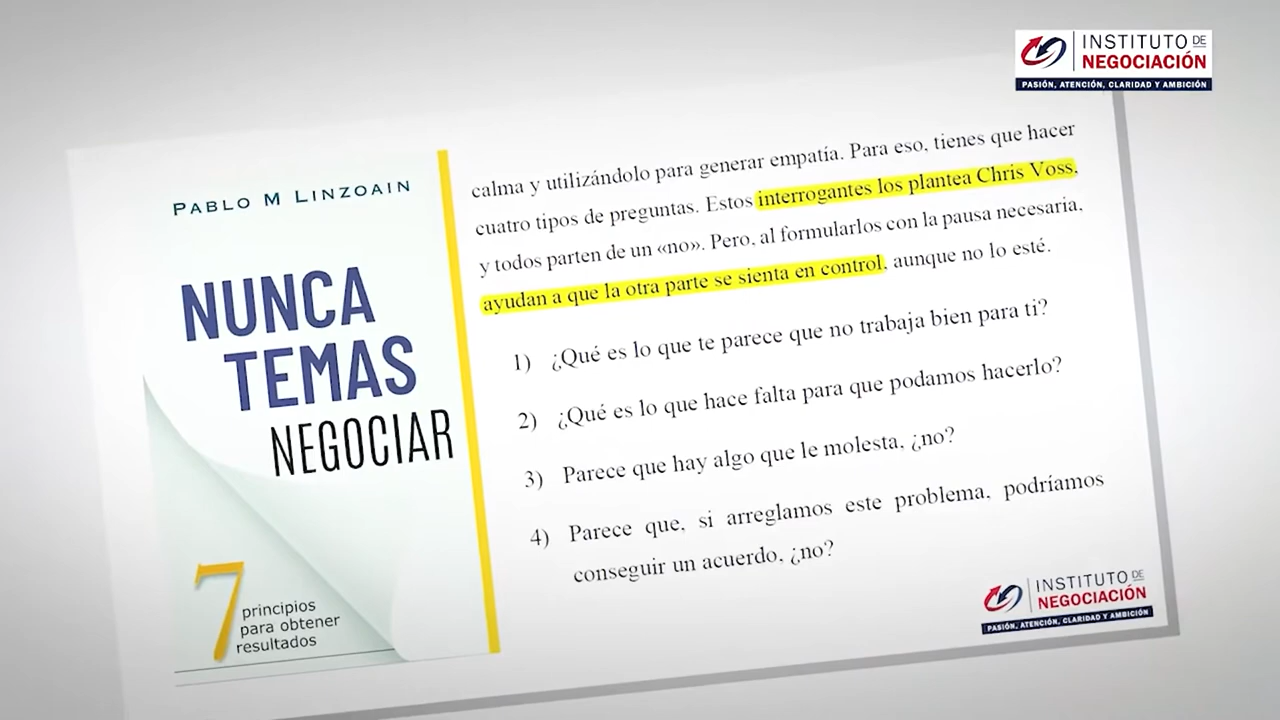 INSTITUTO DE
NEGOCIACIÓN
PASIÓN, ATENCIÓN, CLARIDAD Y AMBICIÓN
PABLO M LINZOAIN
NUNCA
TEMAS
NEGOCIAR
7
principios
para obtener
resultados
calma y utilizándolo para generar empatía. Para eso, tienes que hacer
cuatro tipos de preguntas. Estos interrogantes los plantea Chris Voss,
y todos parten de un «no». Pero, al formularlos con la pausa necesaria,
ayudan a que la otra parte se sienta en control, aunque no lo esté.
1) ¿Qué es lo que te parece que no trabaja bien para ti?
2) ¿Qué es lo que hace falta para que podamos hacerlo?
3) Parece que hay algo que le molesta, ¿no?
4) Parece que, si arreglamos este problema, podríamos
conseguir un acuerdo, ¿no?
INSTITUTO DE
NEGOCIACIÓN
PASIÓN, ATENCIÓN, CLARIDAD Y AMBICIÓN